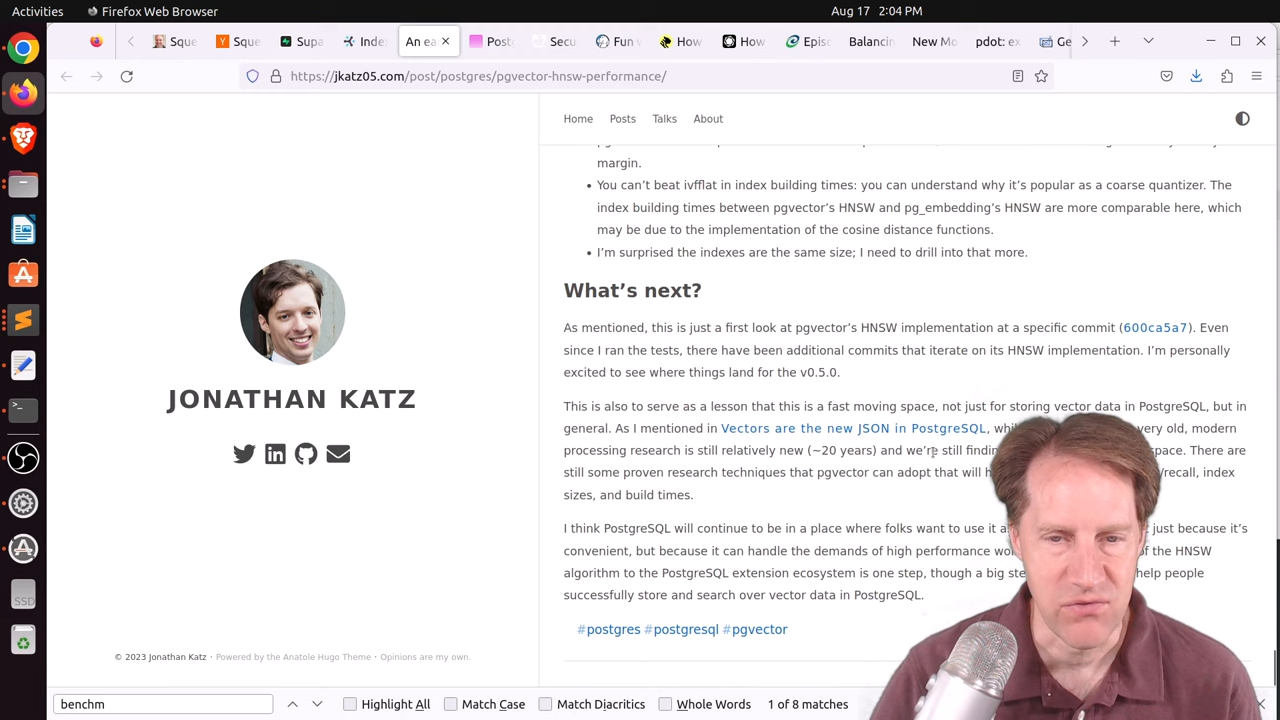 Activities
Firefox Web Browser
Aug 17 2:04 PM
Sque
Sque
Supa
Index
An ea
Postg
Secu
Fun w
How
How
Episo
Balancin
New Mo
pdot: ex
Ge
https://jkatz05.com/post/postgres/pgvector-hnsw-performance/
Home Posts Talks About
margin.
You can't beat ivfflat in index building times: you can understand why it's popular as a coarse quantizer. The
index building times between pgvector's HNSW and pg_embedding's HNSW are more comparable here, which
may be due to the implementation of the cosine distance functions.
I'm surprised the indexes are the same size; I need to drill into that more.
What's next?
As mentioned, this is just a first look at pgvector's HNSW implementation at a specific commit (600ca5a7). Even
since I ran the tests, there have been additional commits that iterate on its HNSW implementation. I'm personally
excited to see where things land for the v0.5.0.
This is also to serve as a lesson that this is a fast moving space, not just for storing vector data in PostgreSQL, but in
general. As I mentioned in Vectors are the new JSON in PostgreSQL, very old, modern
processing research is still relatively new (~20 years) and we're still space. There are
still some proven research techniques that pgvector can adopt that will /recall, index
sizes, and build times.
I think PostgreSQL will continue to be in a place where folks want to use it just because it's
convenient, but because it can handle the demands of high performance of the HNSW
algorithm to the PostgreSQL extension ecosystem is one step, though a big help people
successfully store and search over vector data in PostgreSQL.
#postgres #postgresql #pgvector
JONATHAN KATZ
© 2023 Jonathan Katz · Powered by the Anatole Hugo Theme · Opinions are my own.
SSD
benchm
Highlight All
Match Case
Match Diacritics
Whole Words
1 of 8 matches